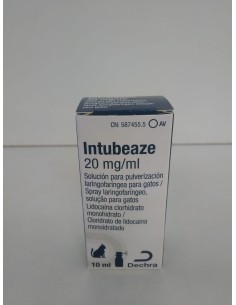 CN: 587455.5 AV
Intubeaze
20 mg/ml
Solución para pulverización
laringofaríngea para gatos /
Spray laringofaríngeo,
solução para gatos
Lidocaína clorhidrato
monohidrato /
Cloridrato de lidocaína
monoidratado
10 ml
Dechra